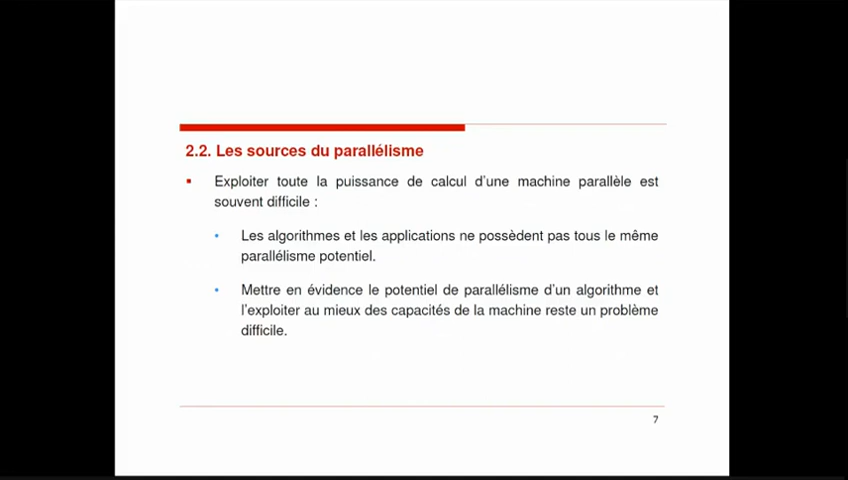 2.2. Les sources du parallélisme
Exploiter toute la puissance de calcul d'une machine parallèle est
souvent difficile :
Les algorithmes et les applications ne possèdent pas tous le même
parallélisme potentiel.
Mettre en évidence le potentiel de parallélisme d'un algorithme et
l'exploiter au mieux des capacités de la machine reste un problème
difficile.
7